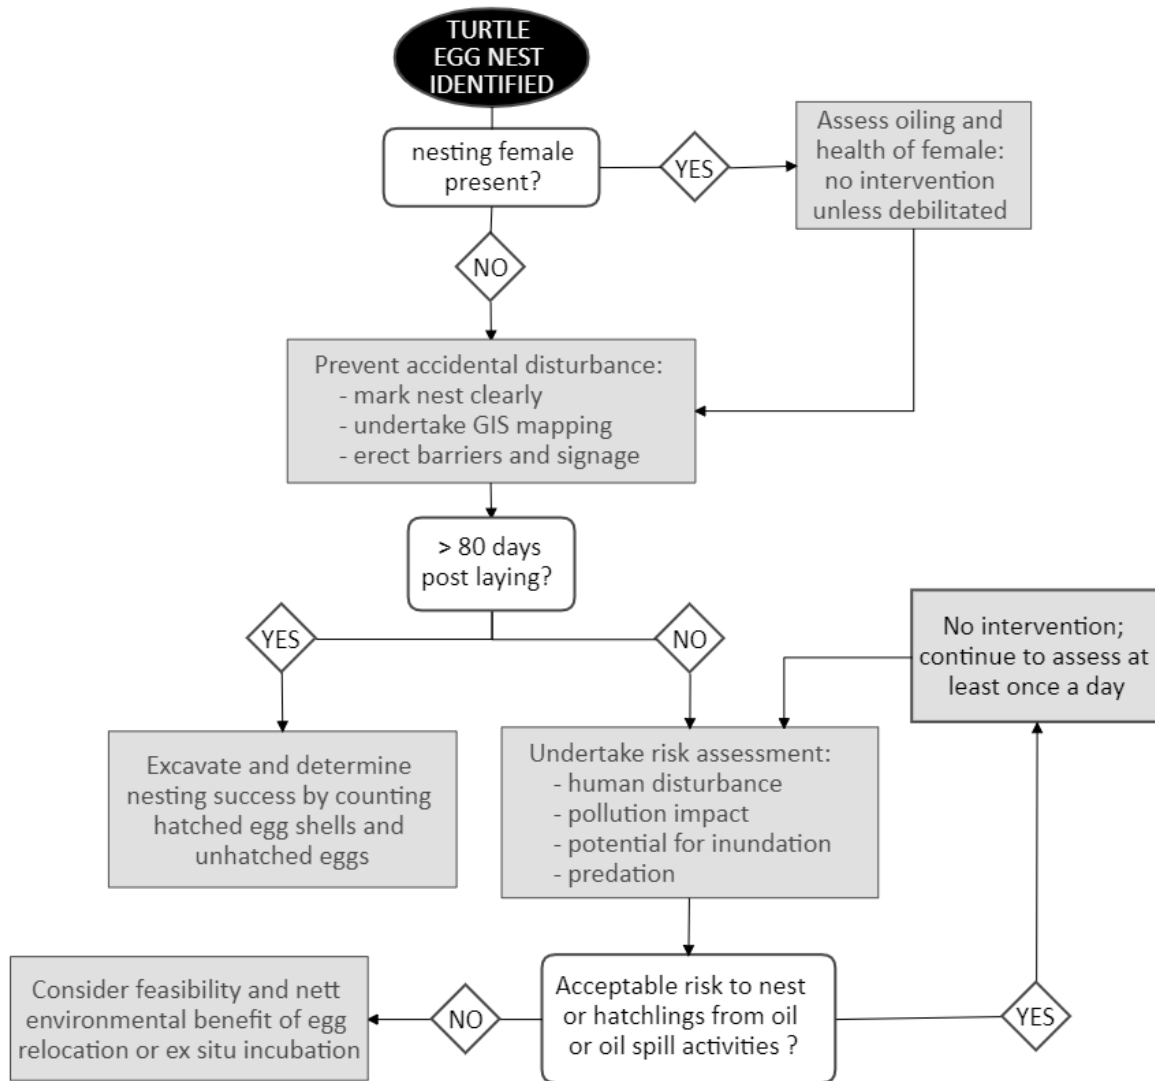 TURTLE
EGG NEST
IDENTIFIED
nesting female
present?
YES
Assess oiling and
health of female:
no intervention
unless debilitated
NO
Prevent accidental disturbance:
- mark nest clearly
- undertake GIS mapping
- erect barriers and signage
> 80 days
post laying?
YES
NO
No intervention;
continue to assess at
least once a day
Excavate and determine
nesting success by counting
hatched egg shells and
unhatched eggs
Undertake risk assessment:
- human disturbance
- pollution impact
- potential for inundation
- predation
Consider feasibility and nett
environmental benefit of egg
relocation or ex situ incubation
NO
Acceptable risk to nest
or hatchlings from oil
or oil spill activities ?
YES